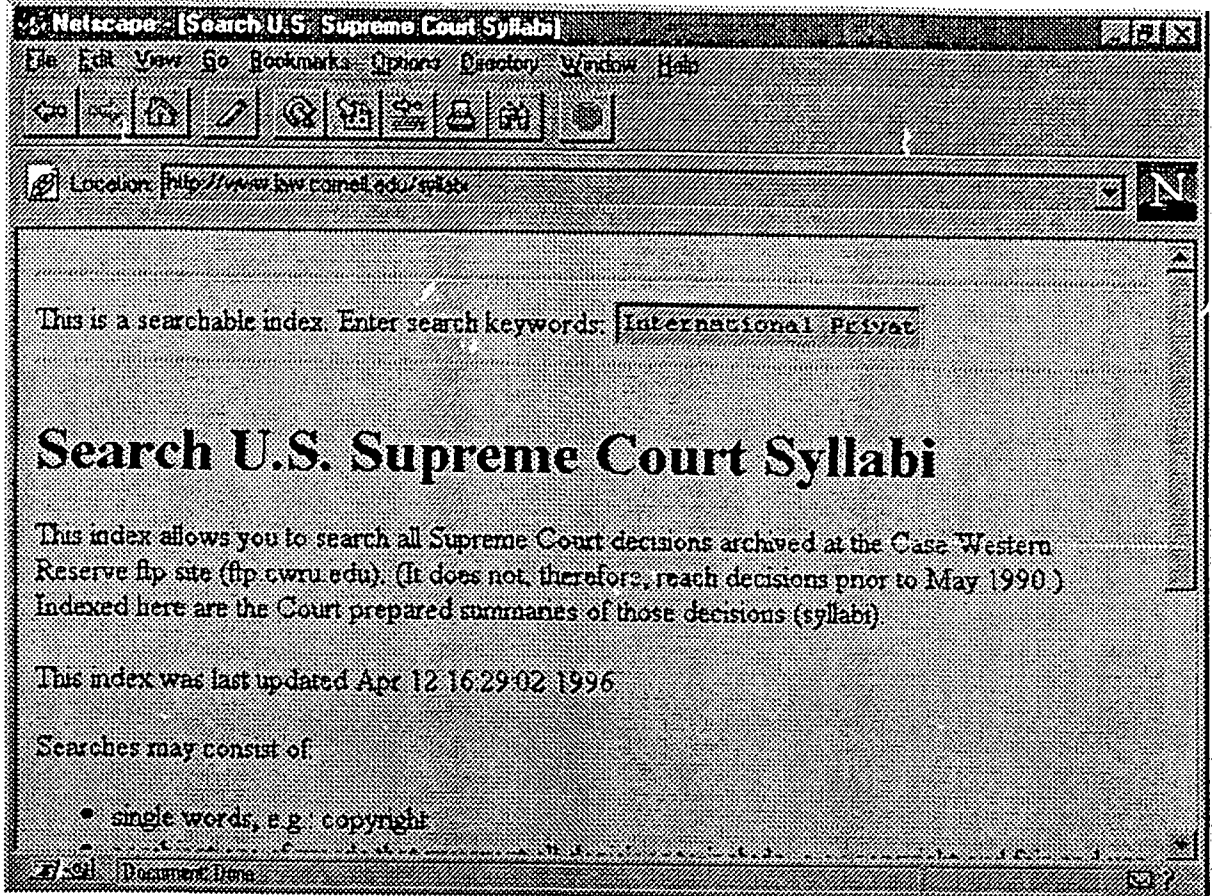 Netscape - [Search U.S. Supreme Court Syllabi]
File Edit View Go Bookmarks Options Directory Window Help
Location: http://www.law.cornell.edu/syllabi
N
This is a searchable index. Enter search keywords: International Privat
Search U.S. Supreme Court Syllabi
This index allows you to search all Supreme Court decisions archived at the Case Western
Reserve ftp site (ftp.cwru.edu). (It does not, therefore, reach decisions prior to May 1990.)
Indexed here are the Court prepared summaries of those decisions (syllabi).
This index was last updated Apr 12 16:29:02 1996.
Searches may consist of:
• single words, e.g.: copyright
Document: Done